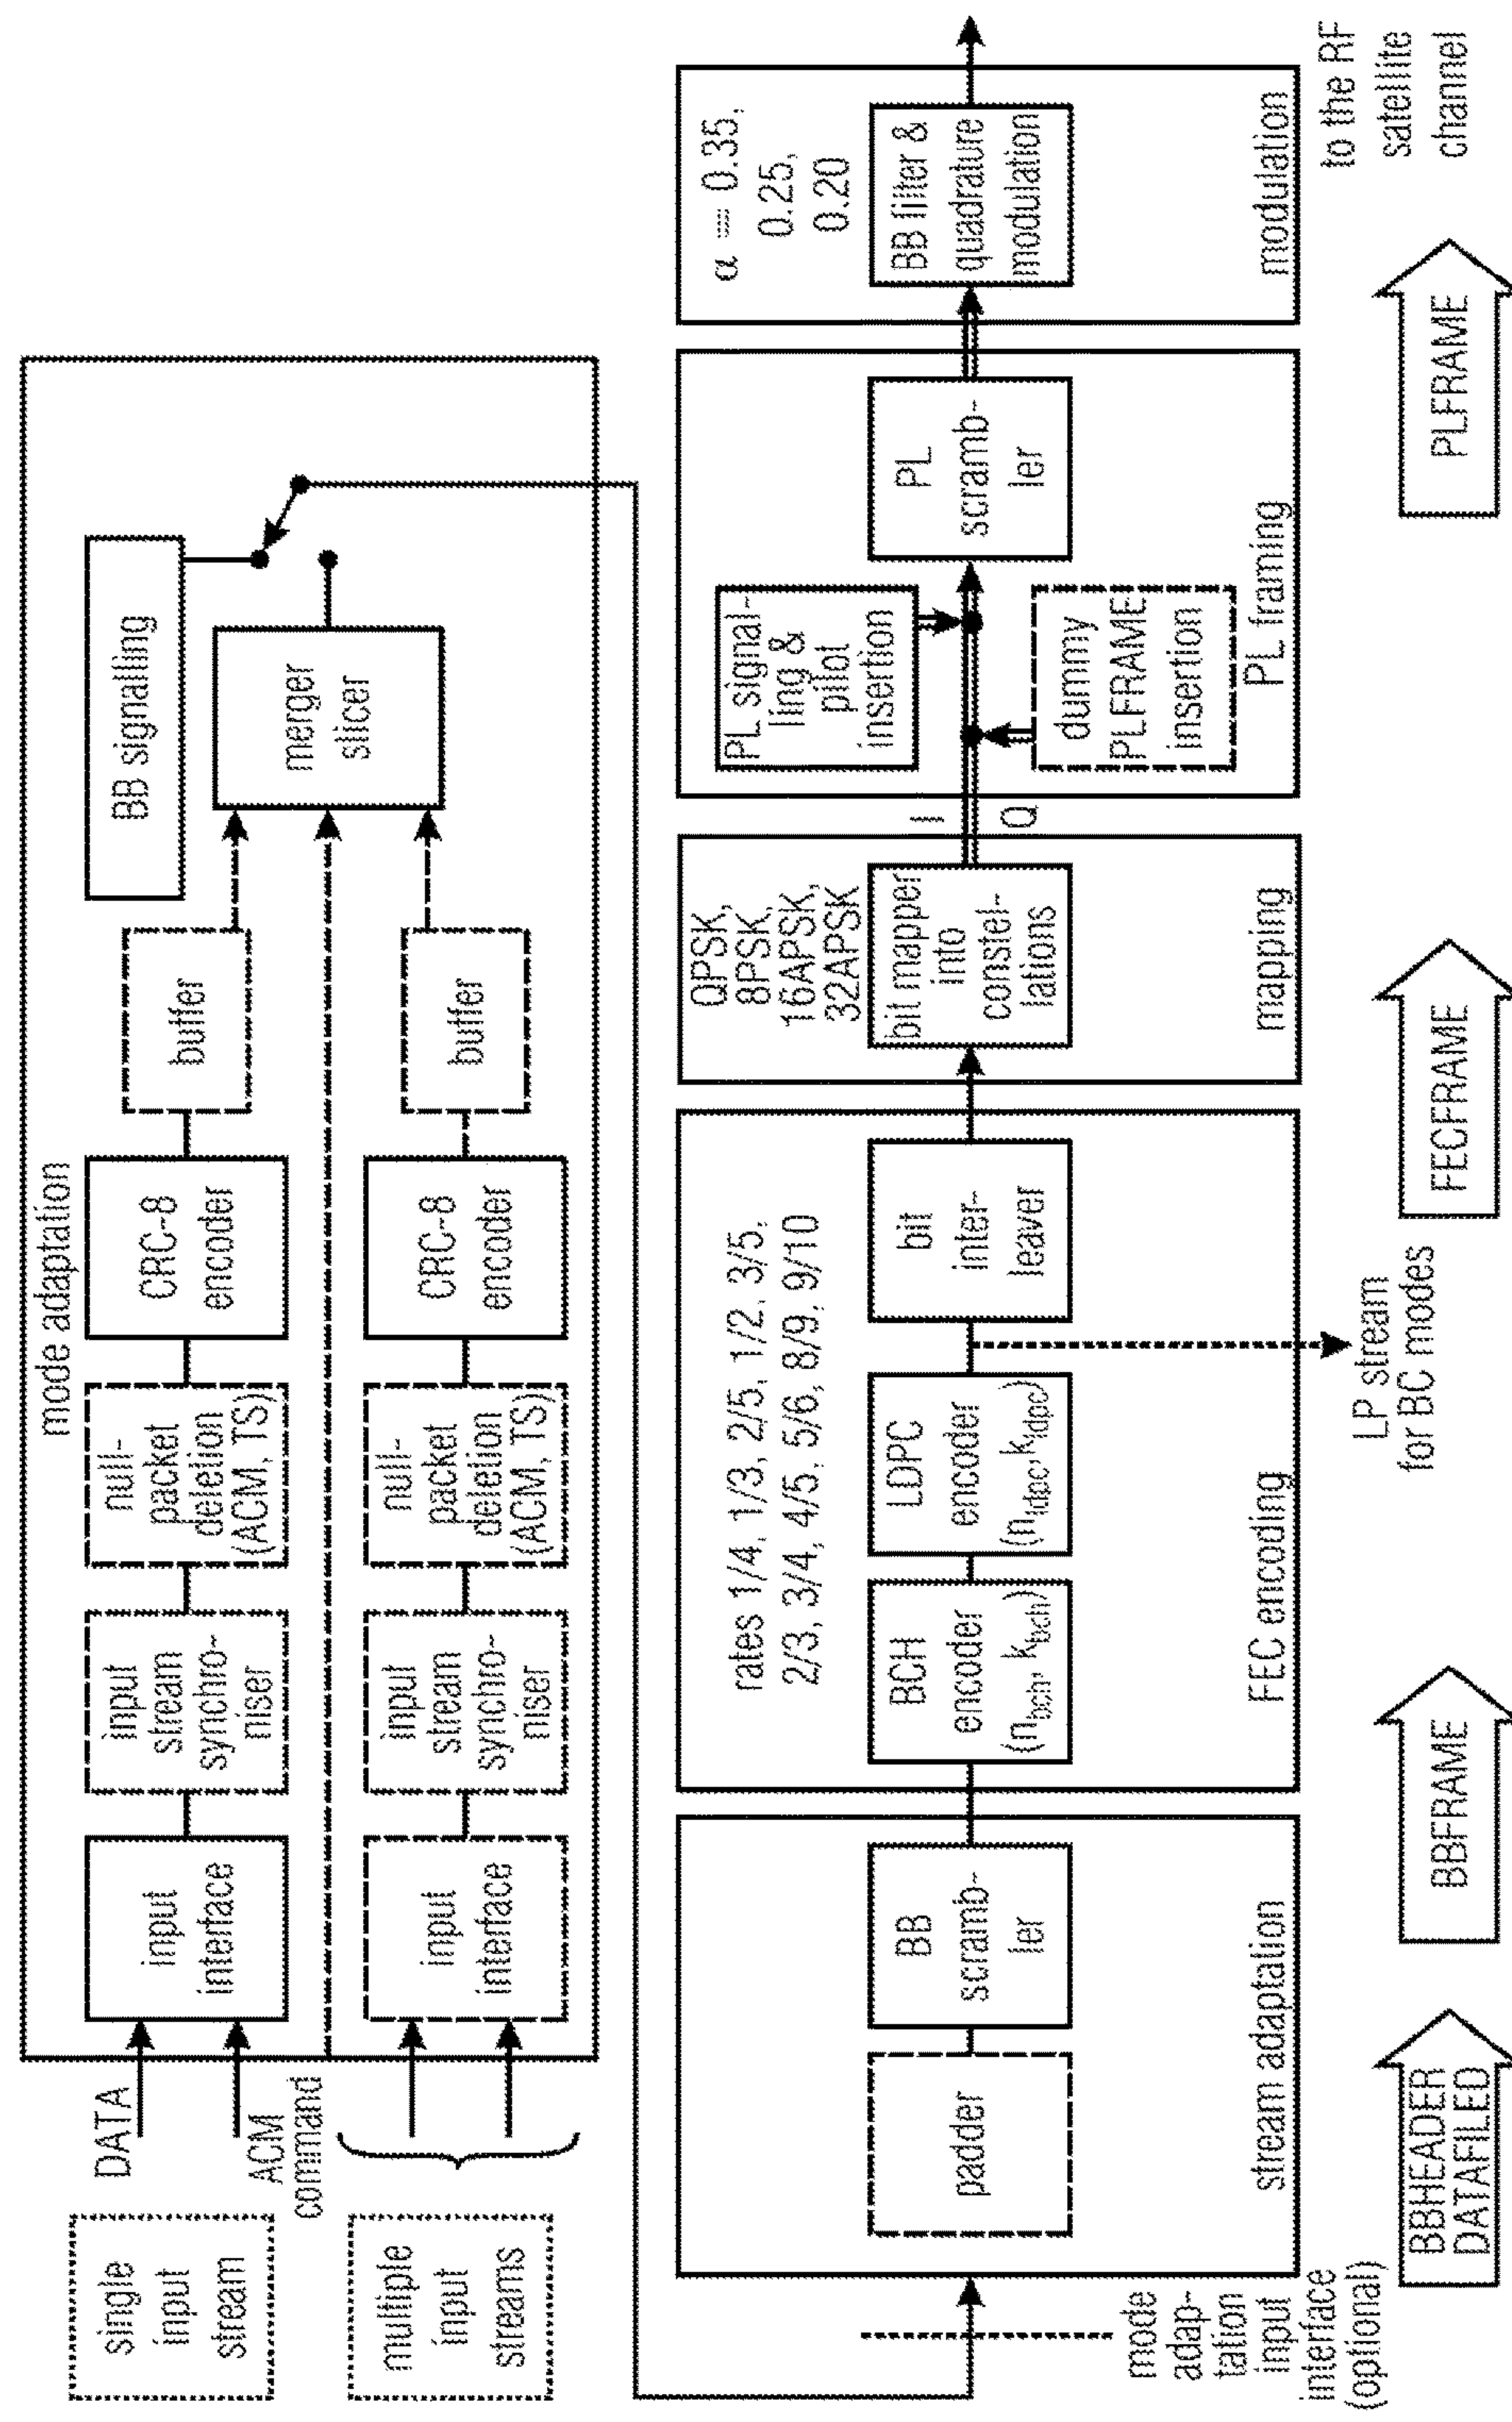 mode adaptation
single
input
stream
DATA
ACM
command
input
interface
input
stream
synchro-
niser
null-
packet
deletion
(ACM, TS)
CRC-8
encoder
buffer
BB signalling
merger
slicer
multiple
input
streams
input
interface
input
stream
synchro-
niser
null-
packet
deletion
(ACM, TS)
CRC-8
encoder
buffer
mode
adap-
tation
input
interface
(optional)
padder
BB
scramb-
ler
stream adaptation
rates 1/4, 1/3, 2/5, 1/2, 3/5,
2/3, 3/4, 4/5, 5/6, 8/9, 9/10
BCH
encoder
(nbch, kbch)
LDPC
encoder
(nldpc, kldpc)
bit
inter-
leaver
FEC encoding
LP stream
for BC modes
QPSK,
8PSK,
16APSK,
32APSK
bit mapper
into
constel-
lations
mapping
I
Q
PL signal-
ling &
pilot
insertion
dummy
PLFRAME
insertion
PL
scramb-
ler
PL framing
α = 0.35,
0.25,
0.20
BB filter &
quadrature
modulation
modulation
to the RF
satellite
channel
BBHEADER
DATAFILED
BBFRAME
FECFRAME
PLFRAME